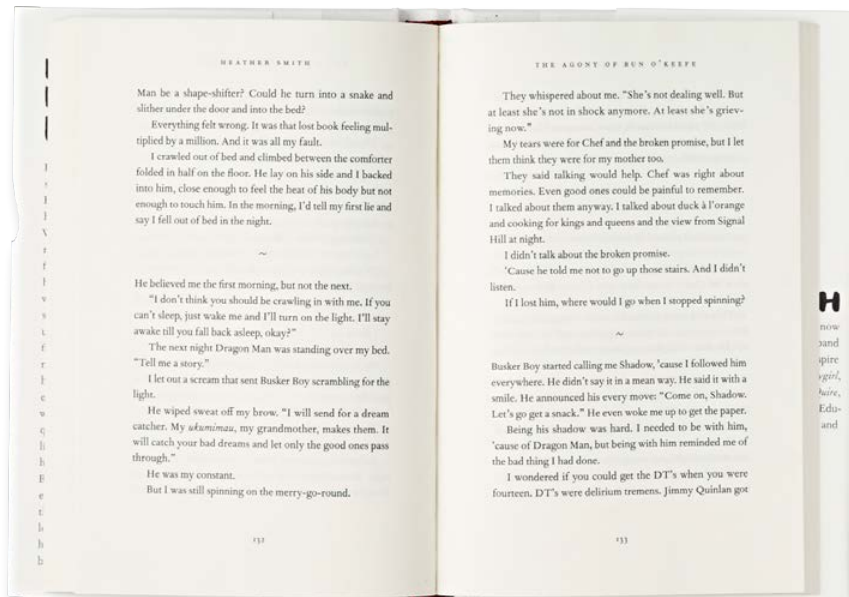 HEATHER SMITH
Man be a shape-shifter? Could he turn into a snake and
slither under the door and into the bed?
Everything felt wrong. It was that lost book feeling mul-
tiplied by a million. And it was all my fault.
I crawled out of bed and climbed between the comforter
folded in half on the floor. He lay on his side and I backed
into him, close enough to feel the heat of his body but not
enough to touch him. In the morning, I'd tell my first lie and
say I fell out of bed in the night.
~
He believed me the first morning, but not the next.
"I don't think you should be crawling in with me. If you
can't sleep, just wake me and I'll turn on the light. I'll stay
awake till you fall back asleep, okay?"
The next night Dragon Man was standing over my bed.
"Tell me a story."
I let out a scream that sent Busker Boy scrambling for the
light.
He wiped sweat off my brow. "I will send for a dream
catcher. My ukumimau, my grandmother, makes them. It
will catch your bad dreams and let only the good ones pass
through."
He was my constant.
But I was still spinning on the merry-go-round.
132
THE AGONY OF BUN O'KEEFE
They whispered about me. "She's not dealing well. But
at least she's not in shock anymore. At least she's griev-
ing now."
My tears were for Chef and the broken promise, but I let
them think they were for my mother too.
They said talking would help. Chef was right about
memories. Even good ones could be painful to remember.
I talked about them anyway. I talked about duck à l'orange
and cooking for kings and queens and the view from Signal
Hill at night.
I didn't talk about the broken promise.
'Cause he told me not to go up those stairs. And I didn't
listen.
If I lost him, where would I go when I stopped spinning?
~
Busker Boy started calling me Shadow, 'cause I followed him
everywhere. He didn't say it in a mean way. He said it with a
smile. He announced his every move: "Come on, Shadow.
Let's go get a snack." He even woke me up to get the paper.
Being his shadow was hard. I needed to be with him,
'cause of Dragon Man, but being with him reminded me of
the bad thing I had done.
I wondered if you could get the DT's when you were
fourteen. DT's were delirium tremens. Jimmy Quinlan got
133
H
now
Edu-
and